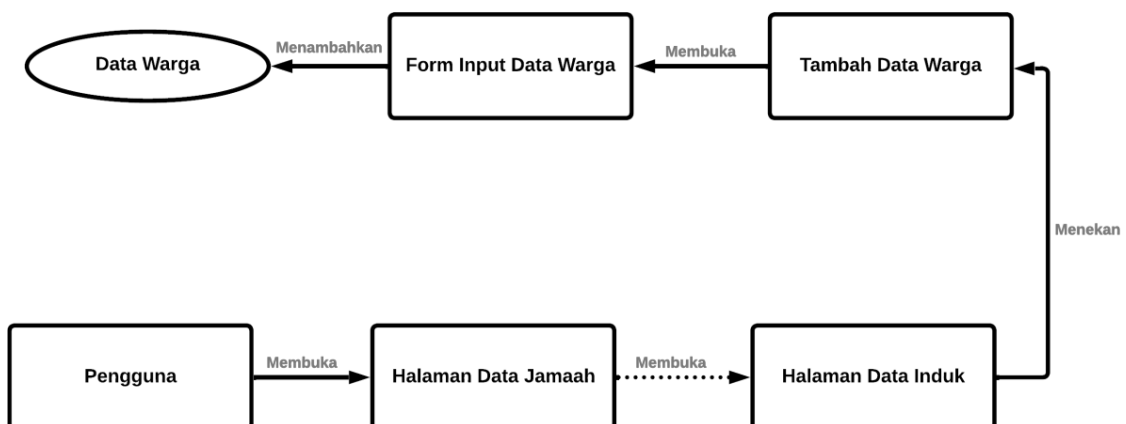 Data Warga
Menambahkan
Form Input Data Warga
Membuka
Tambah Data Warga
Menekan
Pengguna
Membuka
Halaman Data Jamaah
Membuka
Halaman Data Induk